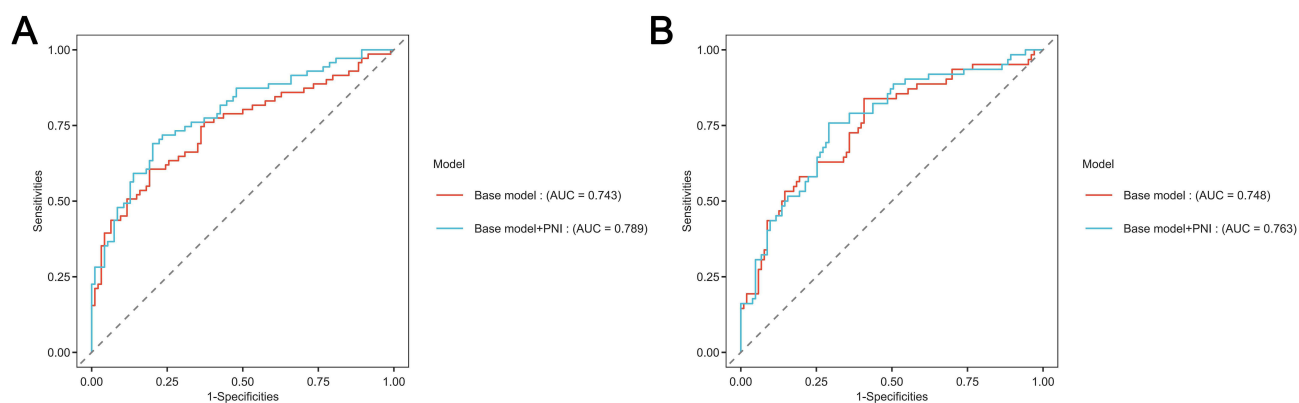 A
1.00
0.75
0.50
0.25
0.00
Sensitivities
0.00 0.25 0.50 0.75 1.00
1-Specificities
Model
Base model : (AUC = 0.743)
Base model+PNI : (AUC = 0.789)
B
1.00
0.75
0.50
0.25
0.00
Sensitivities
0.00 0.25 0.50 0.75 1.00
1-Specificities
Model
Base model : (AUC = 0.748)
Base model+PNI : (AUC = 0.763)